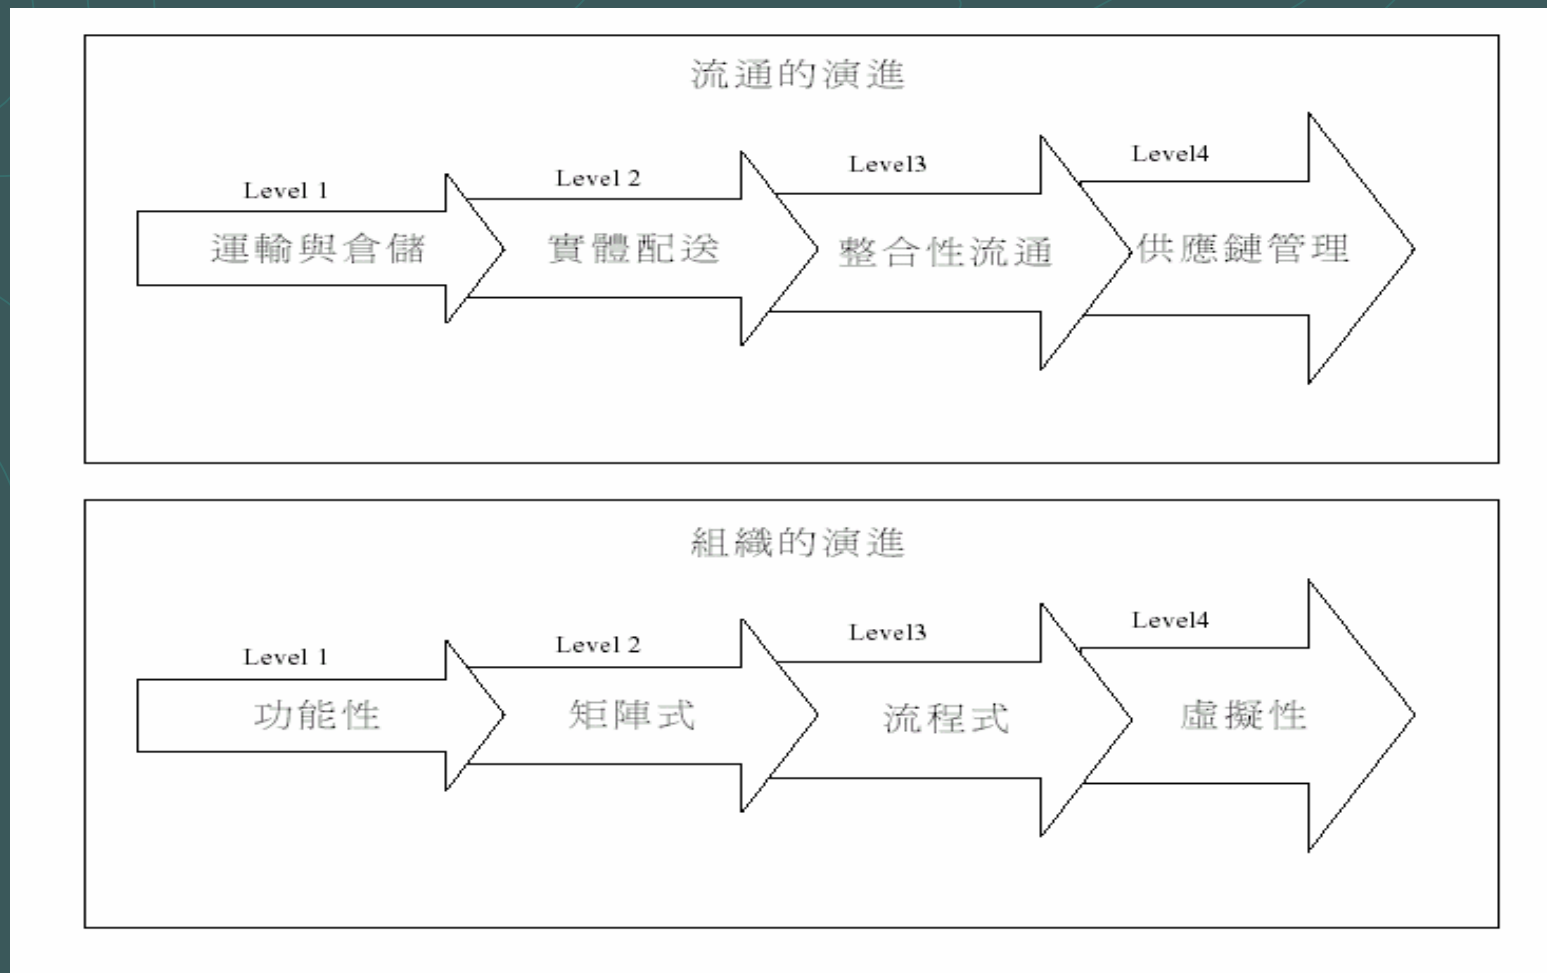 流通的演進
Level 1
Level 2
Level3
Level4
運輸與倉儲
實體配送
整合性流通
供應鏈管理
組織的演進
Level 1
Level 2
Level3
Level4
功能性
矩陣式
流程式
虛擬性